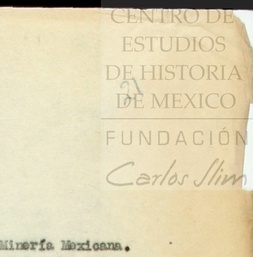 CENTRO DE
ESTUDIOS
DE HISTORIA
DE MEXICO
FUNDACIÓN
Carlos Slim
Minería Mexicana.